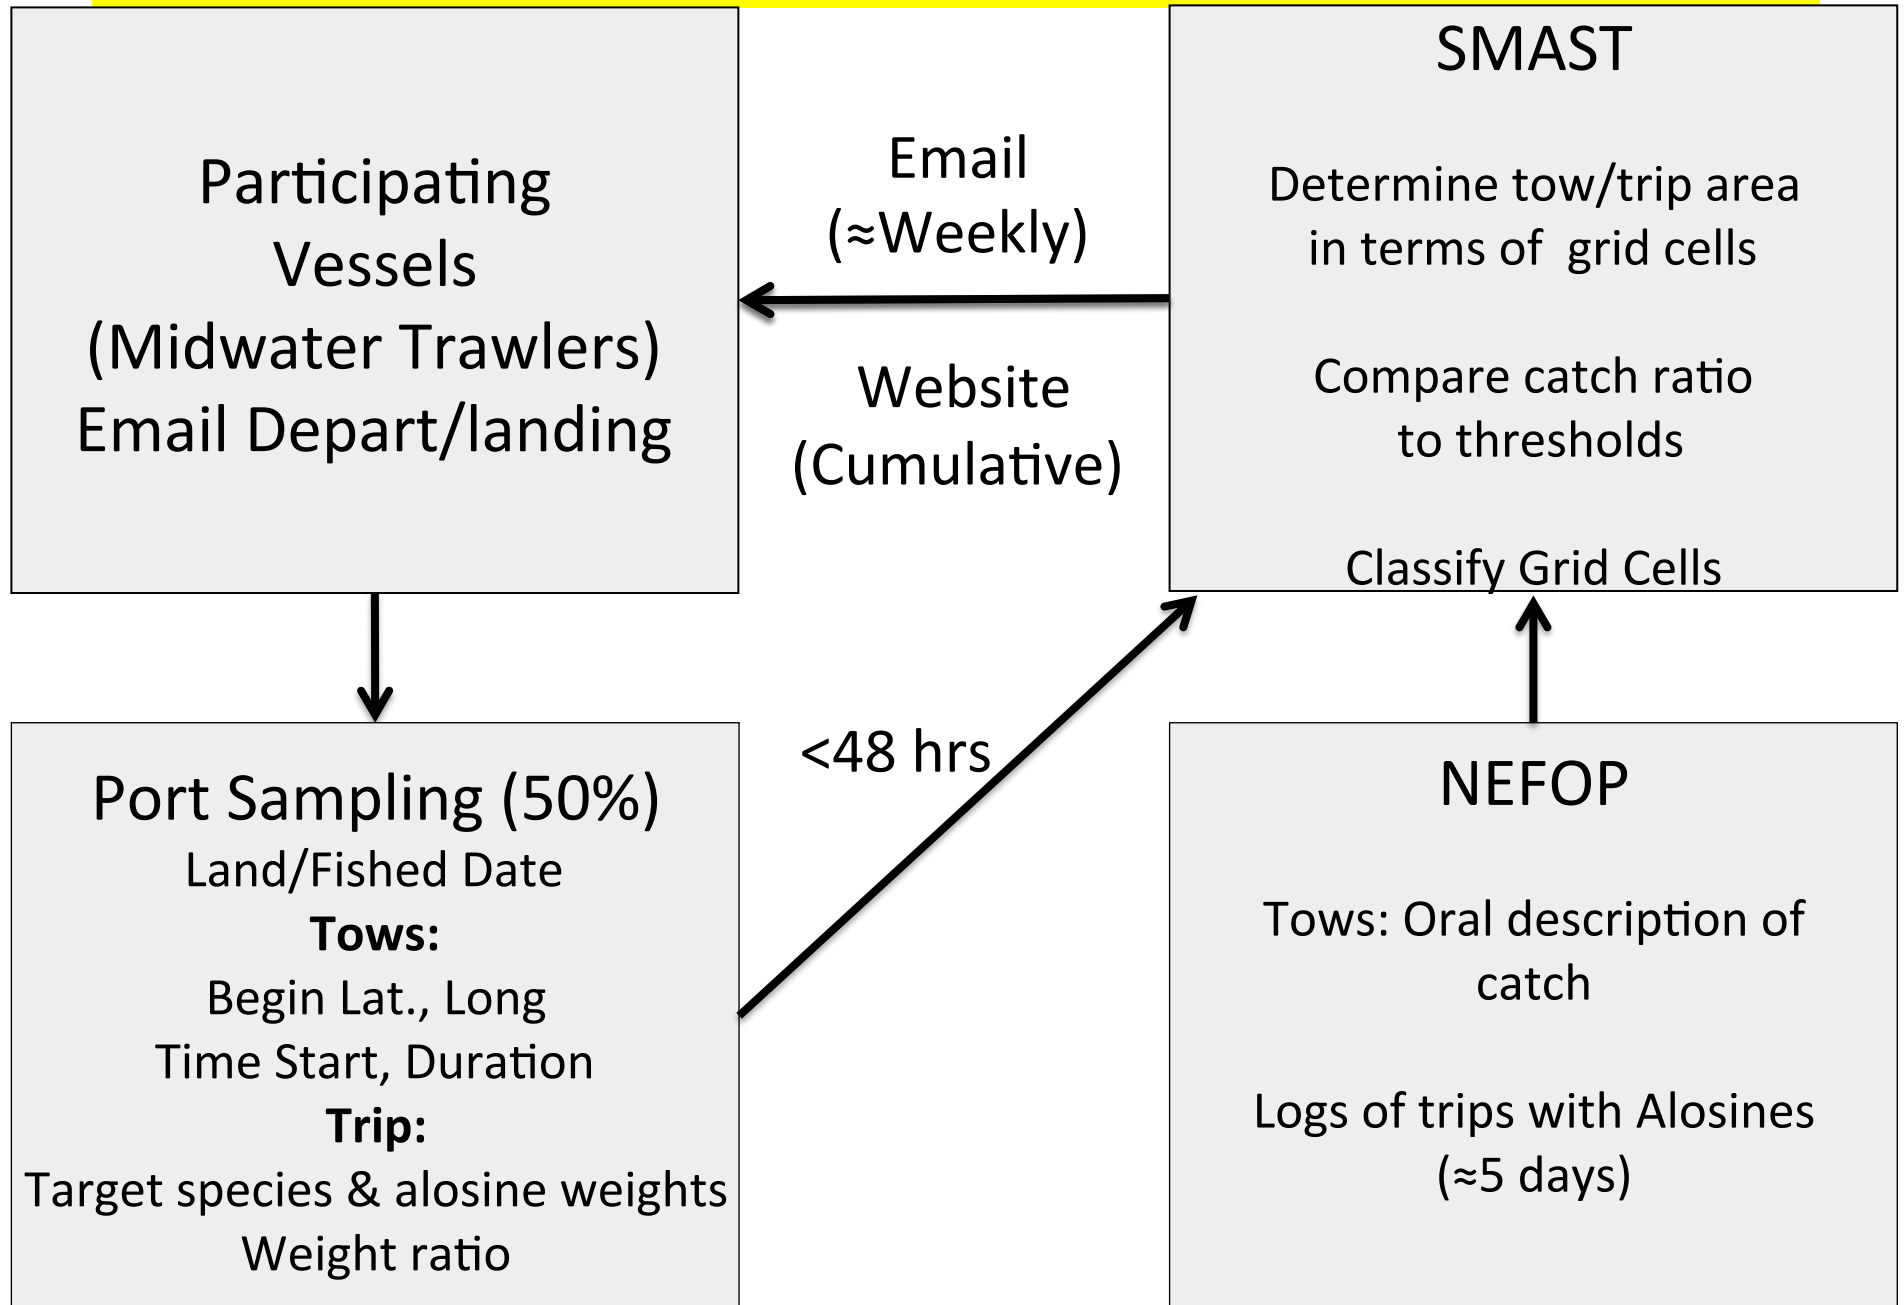 Participating
Vessels
(Midwater Trawlers)
Email Depart/landing
Email
(≈Weekly)
Website
(Cumulative)
SMAST
Determine tow/trip area
in terms of  grid cells
Compare catch ratio
to thresholds
Classify Grid Cells
Port Sampling (50%)
Land/Fished Date
Tows:
Begin Lat., Long
Time Start, Duration
Trip:
Target species & alosine weights
Weight ratio
<48 hrs
NEFOP
Tows: Oral description of
catch
Logs of trips with Alosines
(≈5 days)